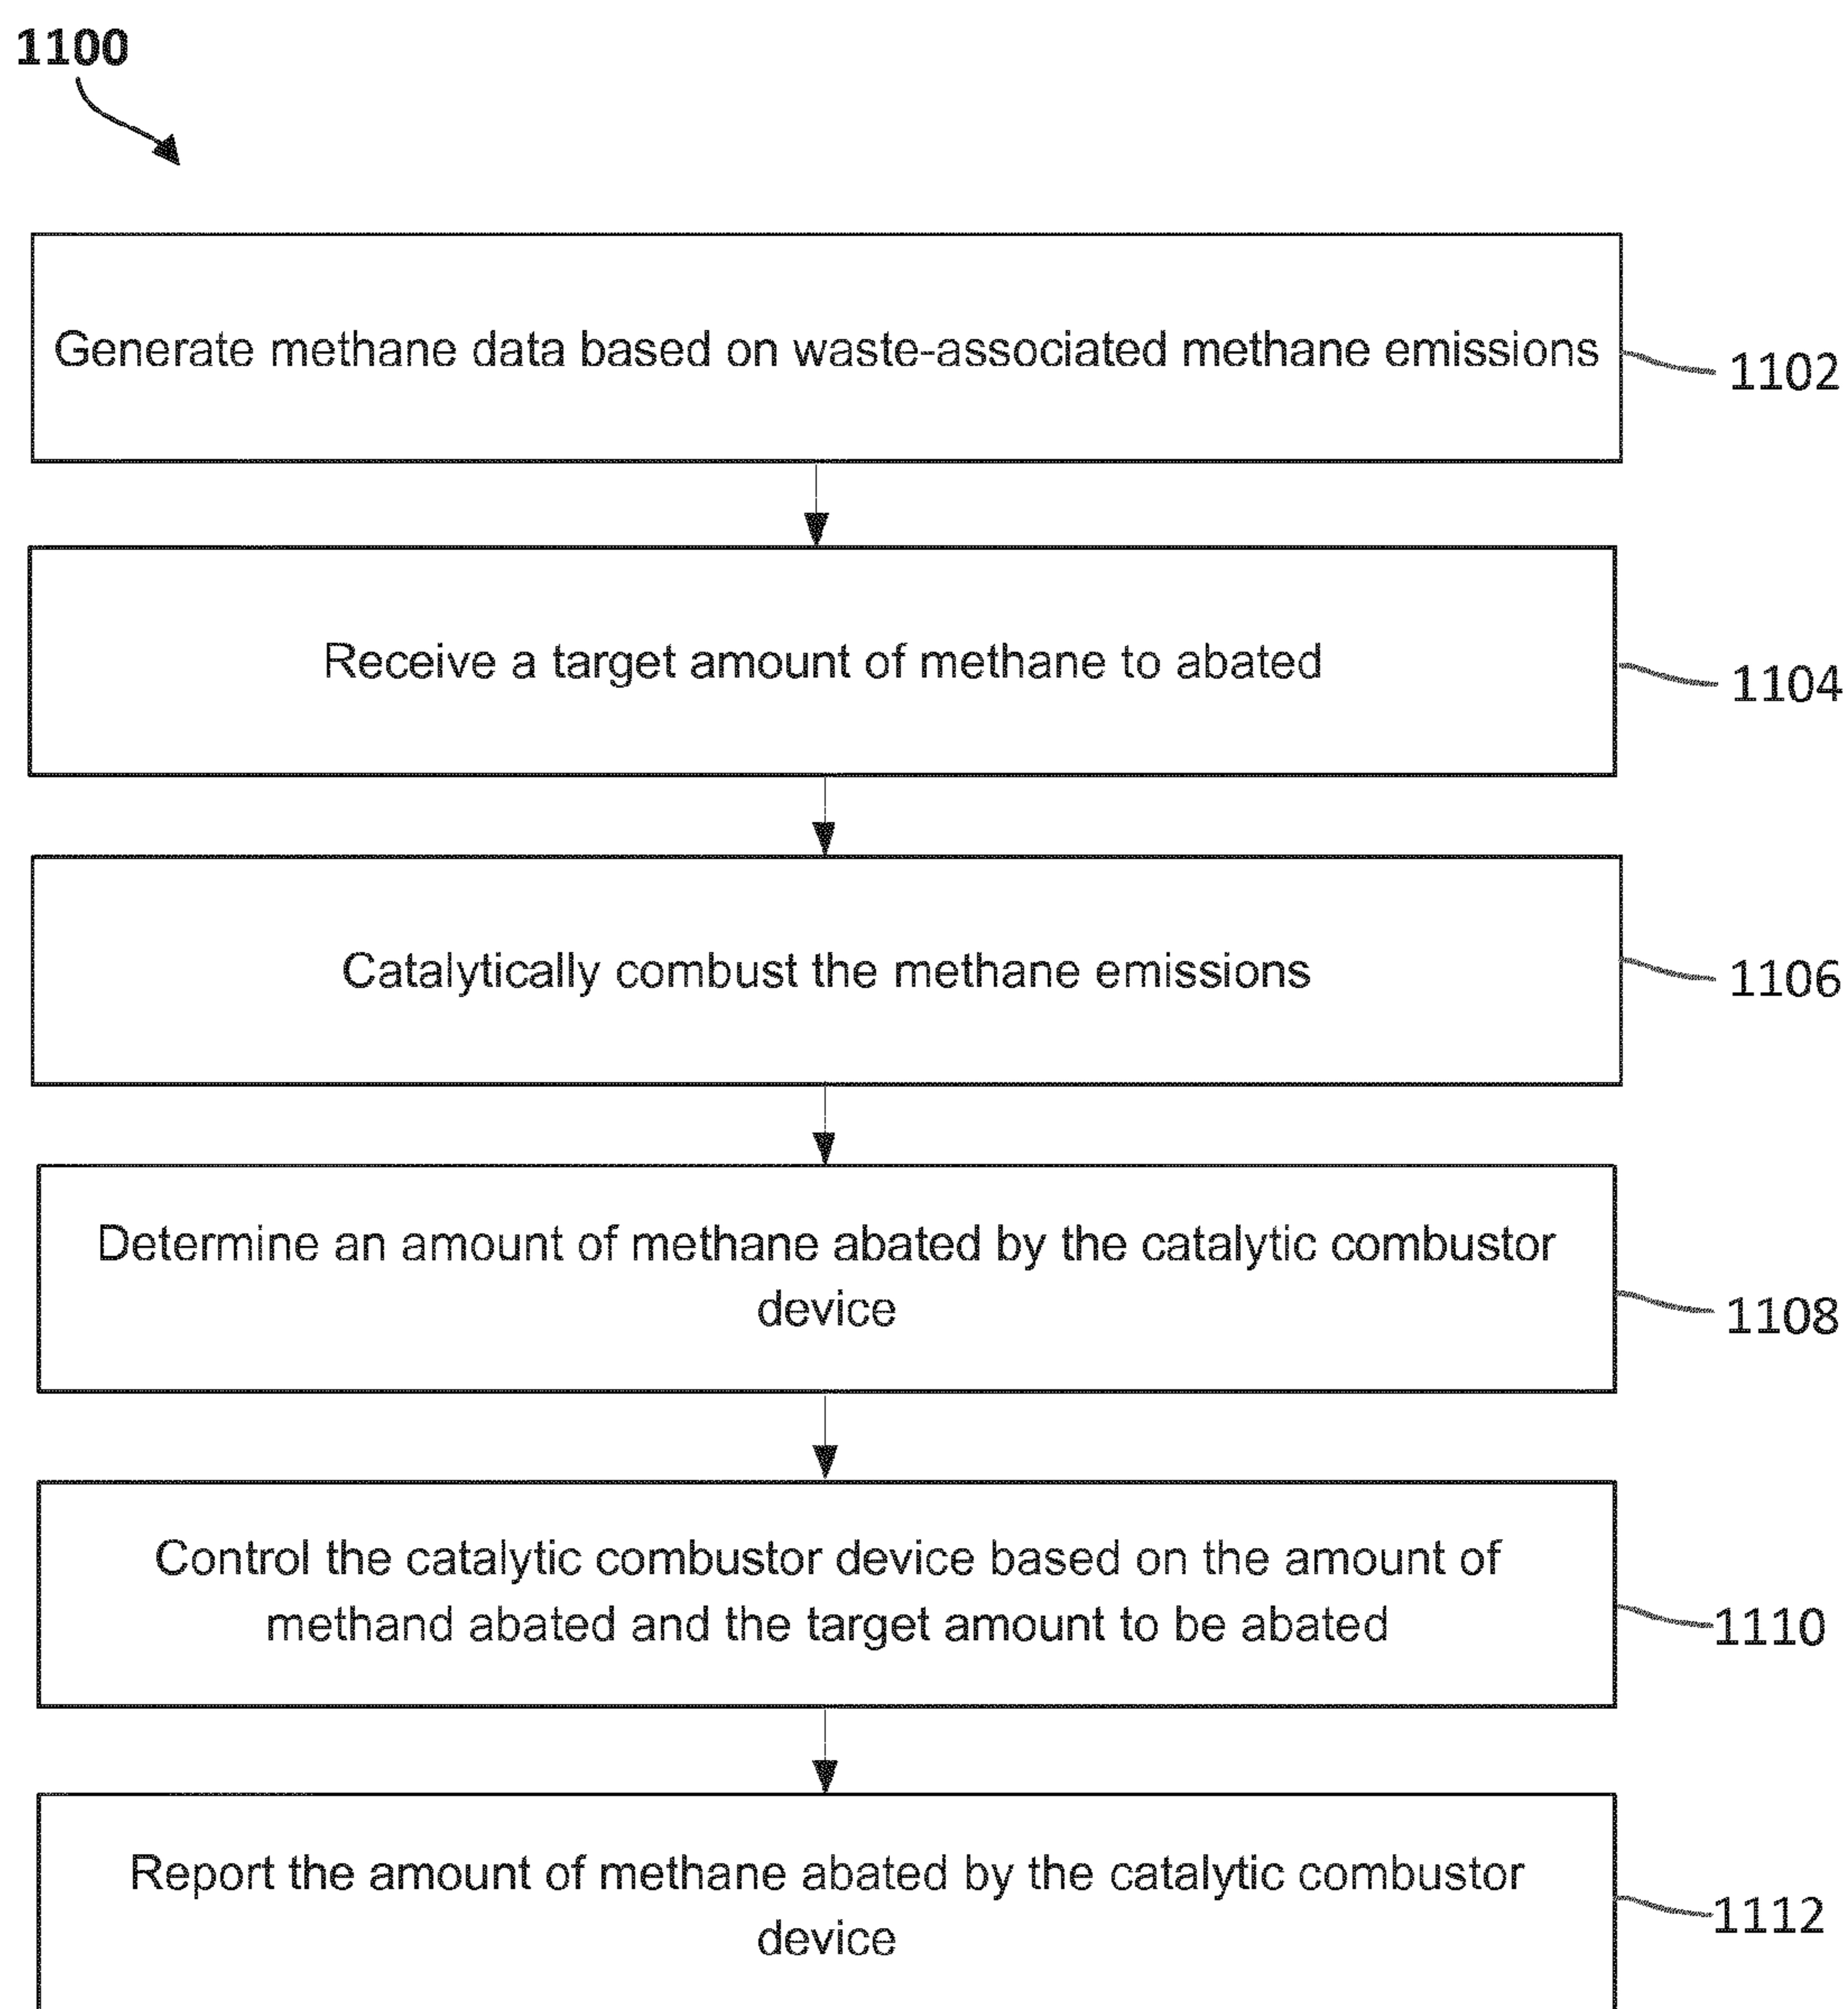 1100
Generate methane data based on waste-associated methane emissions
1102
Receive a target amount of methane to abated
1104
Catalytically combust the methane emissions
1106
Determine an amount of methane abated by the catalytic combustor
device
1108
Control the catalytic combustor device based on the amount of
methand abated and the target amount to be abated
1110
Report the amount of methane abated by the catalytic combustor
device
1112